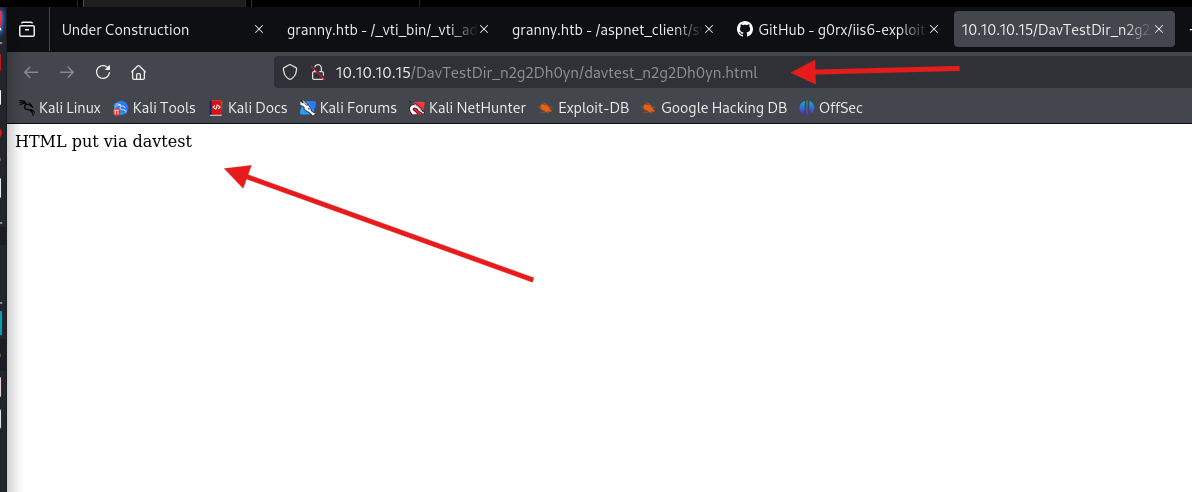 Under Construction granny.htb - /_vti_bin/_vti_ad granny.htb - /aspnet_client/s GitHub - g0rx/iis6-exploit 10.10.10.15/DavTestDir_n2g2
10.10.10.15/DavTestDir_n2g2Dh0yn/davtest_n2g2Dh0yn.html
Kali Linux Kali Tools Kali Docs Kali Forums Kali NetHunter Exploit-DB Google Hacking DB OffSec
HTML put via davtest